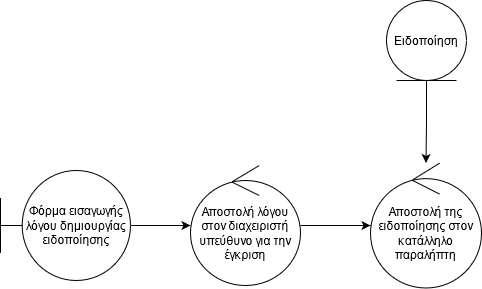 Ειδοποίηση
Φόρμα εισαγωγής
λόγου δημιουργίας
ειδοποίησης
Αποστολή λόγου
στον διαχειριστή
υπεύθυνο για την
έγκριση
Αποστολή της
ειδοποίησης στον
κατάλληλο
παραλήπτη